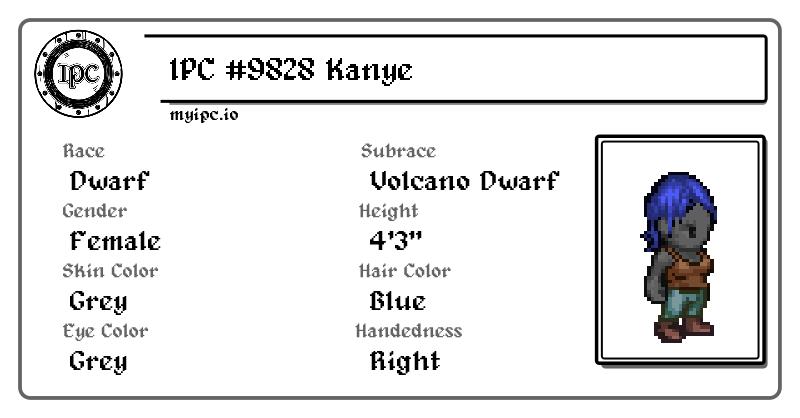 IPC
IPC #9828 Kanye
myipc.io
Race
Dwarf
Subrace
Volcano Dwarf
Gender
Female
Height
4'3"
Skin Color
Grey
Hair Color
Blue
Eye Color
Grey
Handedness
Right